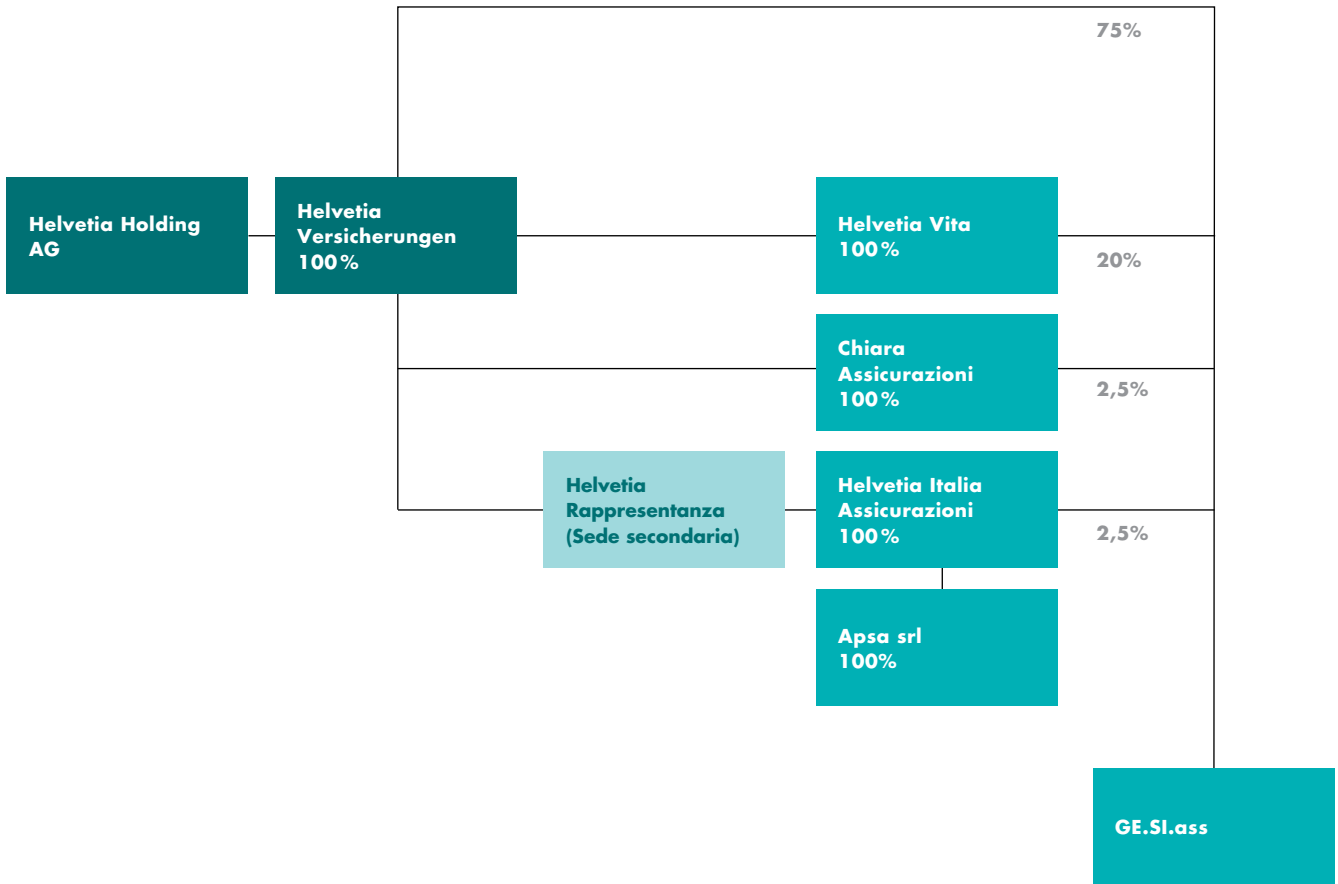 75%
Helvetia Holding
AG
Helvetia
Versicherungen
100%
Helvetia Vita
100%
20%
Chiara
Assicurazioni
100%
2,5%
Helvetia
Rappresentanza
(Sede secondaria)
Helvetia Italia
Assicurazioni
100%
2,5%
Apsa srl
100%
GE.SI.ass